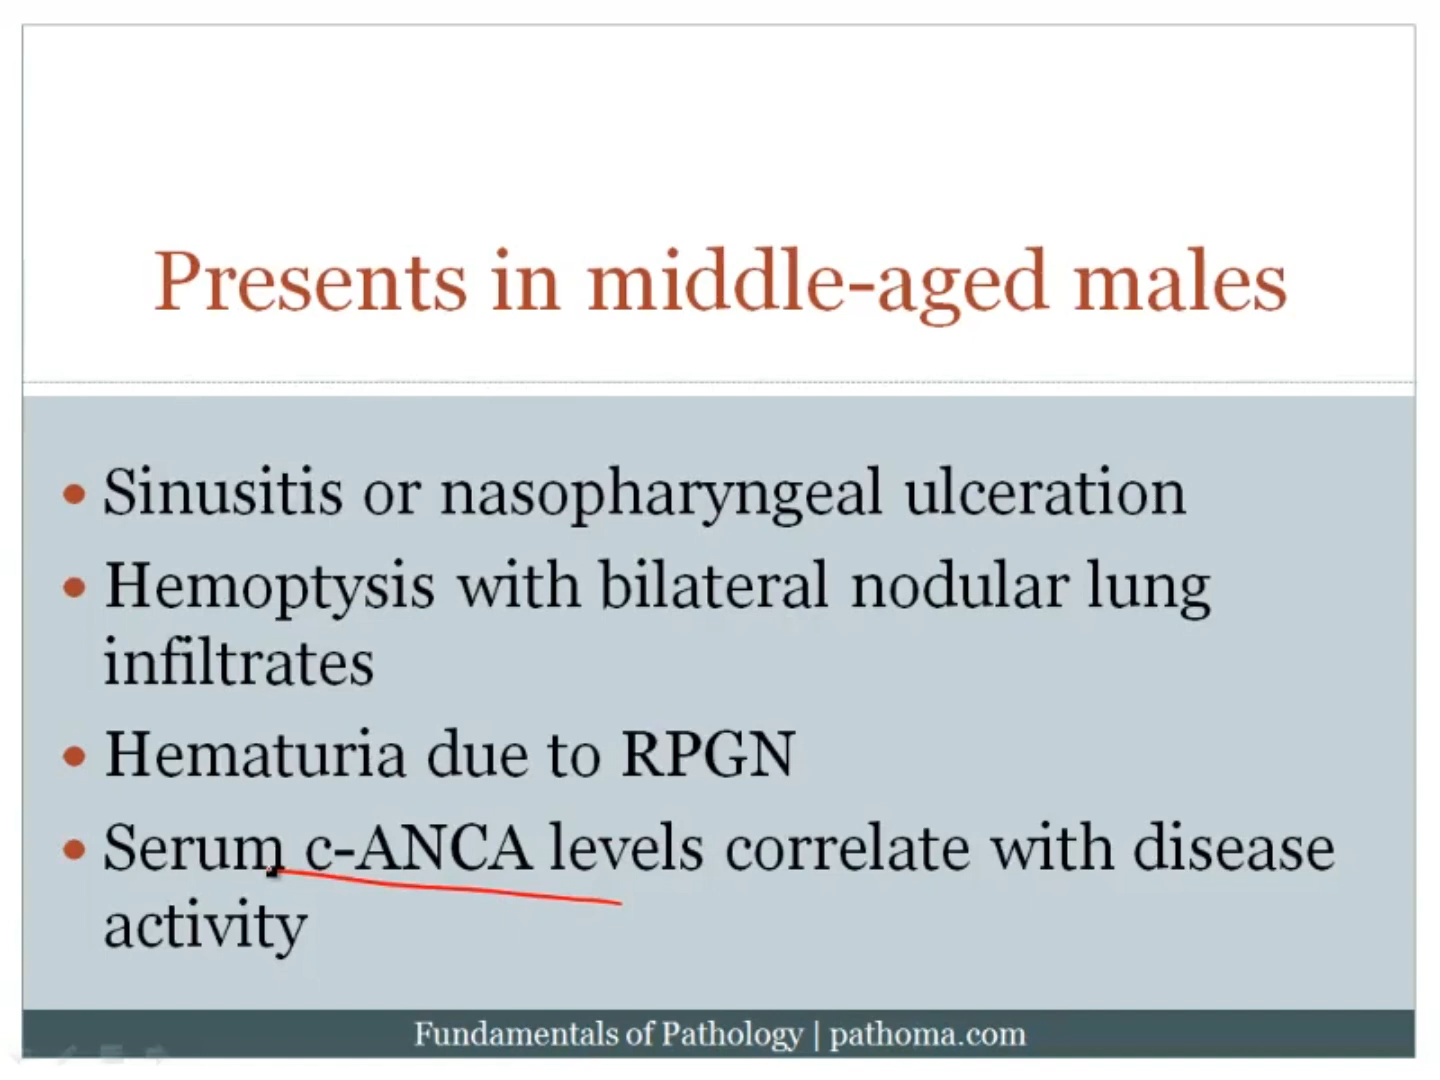 Presents in middle-aged males
• Sinusitis or nasopharyngeal ulceration
• Hemoptysis with bilateral nodular lung
infiltrates
• Hematuria due to RPGN
• Serum c-ANCA levels correlate with disease
activity
Fundamentals of Pathology | pathoma.com